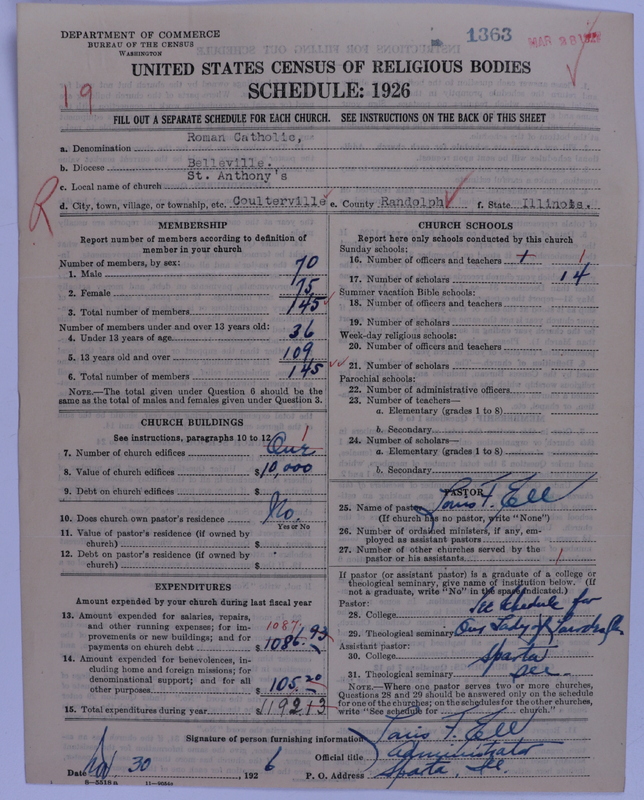 DEPARTMENT OF COMMERCE
BUREAU OF THE CENSUS
WASHINGTON
1363
UNITED STATES CENSUS OF RELIGIOUS BODIES
SCHEDULE: 1926
19
FILL OUT A SEPARATE SCHEDULE FOR EACH CHURCH. SEE INSTRUCTIONS ON THE BACK OF THIS SHEET
a. Denomination Roman Catholic,
b. Diocese Belleville.
c. Local name of church St. Anthony's
R
d. City, town, village, or township, etc. Coulterville e. County Randolph f. State Illinois.
MEMBERSHIP
Report number of members according to definition of
member in your church
Number of members, by sex:
1. Male 70
2. Female 75
3. Total number of members 145
Number of members under and over 13 years old:
4. Under 13 years of age 36
5. 13 years old and over 109
6. Total number of members 145
NOTE.—The total given under Question 6 should be
same as the total of males and females given under Question 3.
CHURCH BUILDINGS
See instructions, paragraphs 10 to 12
7. Number of church edifices One 1
8. Value of church edifices $10,000
9. Debt on church edifices $
10. Does church own pastor's residence No.
Yes or No
11. Value of pastor's residence (if owned by
church) $
12. Debt on pastor's residence (if owned by
church) $
EXPENDITURES
Amount expended by your church during last fiscal year
13. Amount expended for salaries, repairs,
and other running expense; for im-
provements or new buildings; and for
payments on church debt 1087 $1086.93
14. Amount expended for benevolences, in-
cluding home and foreign missions; for
denominational support; and for all
other purposes $105.20
15. Total expenditures during year $1192.13
CHURCH SCHOOLS
Report here only schools conducted by this church
Sunday schools:
16. Number of officers and teachers 1 1
17. Number of scholars 14
Summer vacation Bible schools:
18. Number of officers and teachers
19. Number of scholars
Week-day religious schools:
20. Number of officers and teachers
21. Number of scholars
Parochial schools:
22. Number of administrative officers
23. Number of teachers—
a. Elementary (grades 1 to 8)
b. Secondary
24. Number of scholars—
a. Elementary (grades 1 to 8)
b. Secondary
PASTOR
25. Name of pastor Louis F. Ell
(If church has no pastor, write "None")
26. Number of ordained ministers, if any, em-
ployed as assistant pastors
27. Number of other churches served by the
pastor or his assistants 1
If pastor (or assistant pastor) is a graduate of a college or
theological seminary, give name of institution below. (If
not a graduate, write "No" in the space indicated.)
Pastor:
28. College See Schedule for
29. Theological seminary Our Lady of
Assistant pastor:
30. College Sparta
31. Theological seminary Ill.
NOTE.—Where one pastor serves two or more churches,
Questions 28 and 29 should be answered only on the schedule
for one of the churches; on the schedules for the other churches,
write "See schedule for church."
Signature of person furnishing information Louis F. Ell
Official title Administrator
Date Nov 30, 1926 P. O. Address Sparta, Ill.
8—5518 a